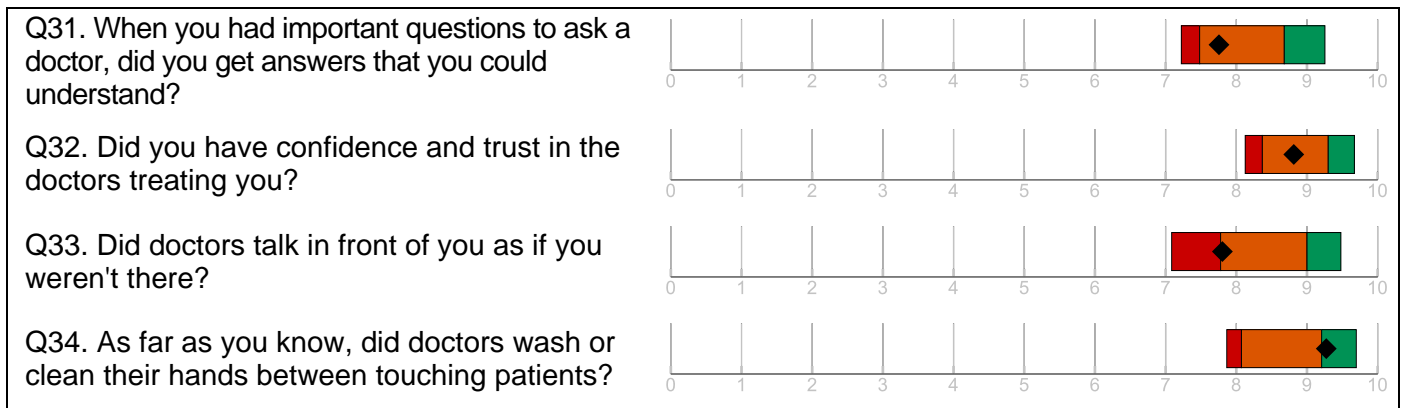 Q31. When you had important questions to ask a
doctor, did you get answers that you could
understand?
0 1 2 3 4 5 6 7 8 9 10
Q32. Did you have confidence and trust in the
doctors treating you?
0 1 2 3 4 5 6 7 8 9 10
Q33. Did doctors talk in front of you as if you
weren't there?
0 1 2 3 4 5 6 7 8 9 10
Q34. As far as you know, did doctors wash or
clean their hands between touching patients?
0 1 2 3 4 5 6 7 8 9 10